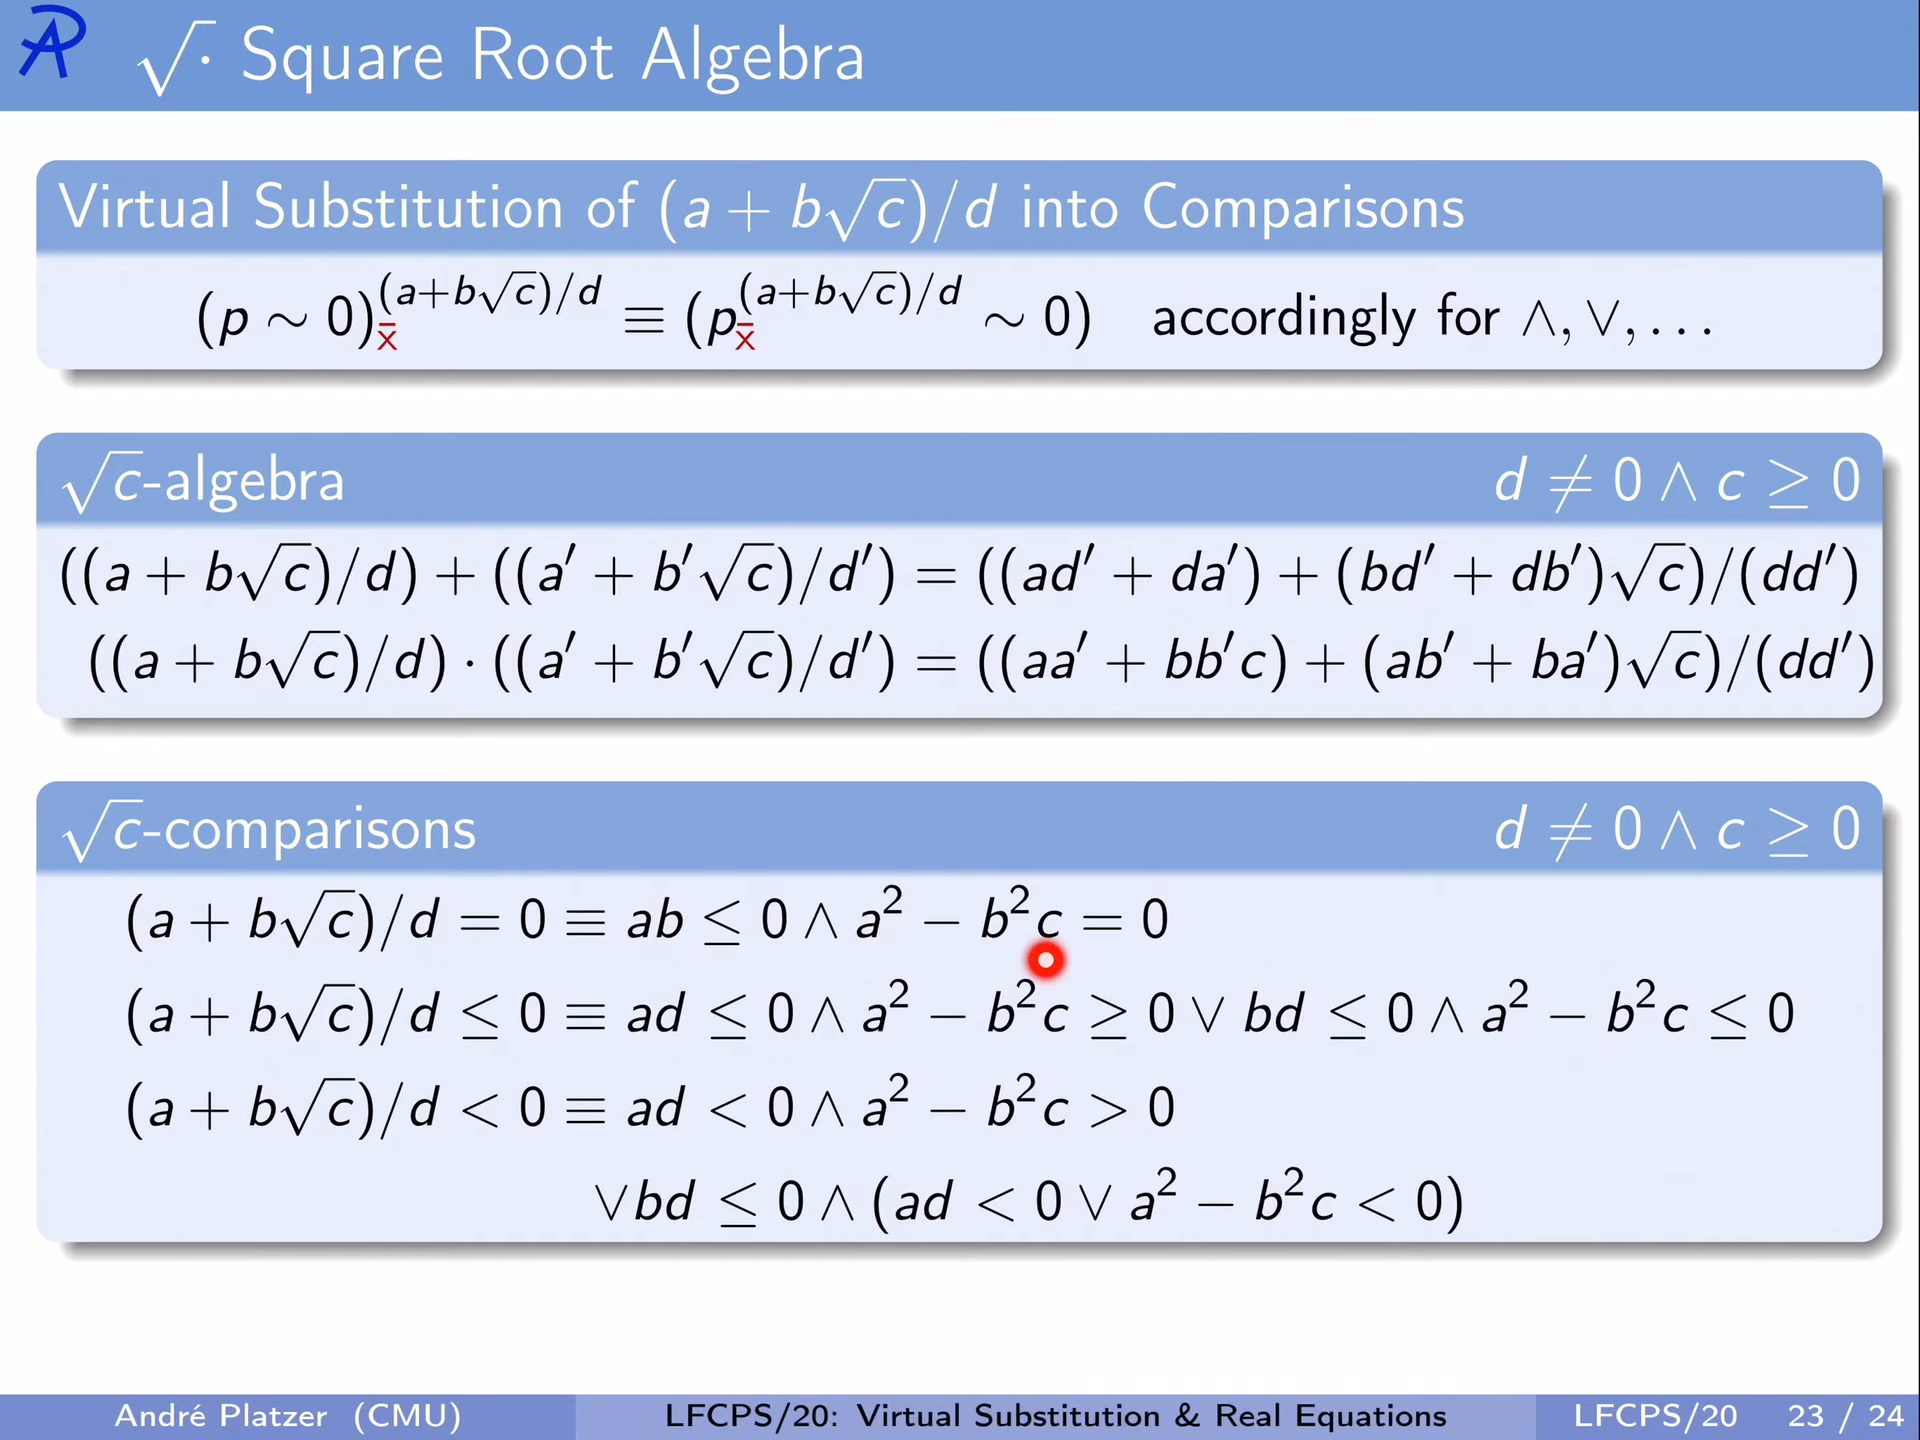 √· Square Root Algebra
Virtual Substitution of (a + b√c)/d into Comparisons
(p ∼ 0)_x̄^(a+b√c)/d ≡ (p_x̄^(a+b√c)/d ∼ 0) accordingly for ∧, ∨, . . .
√c-algebra d ≠ 0 ∧ c ≥ 0
((a + b√c)/d) + ((a′ + b′√c)/d′) = ((ad′ + da′) + (bd′ + db′)√c)/(dd′)
((a + b√c)/d) · ((a′ + b′√c)/d′) = ((aa′ + bb′c) + (ab′ + ba′)√c)/(dd′)
√c-comparisons d ≠ 0 ∧ c ≥ 0
(a + b√c)/d = 0 ≡ ab ≤ 0 ∧ a² − b²c = 0
(a + b√c)/d ≤ 0 ≡ ad ≤ 0 ∧ a² − b²c ≥ 0 ∨ bd ≤ 0 ∧ a² − b²c ≤ 0
(a + b√c)/d < 0 ≡ ad < 0 ∧ a² − b²c > 0
∨bd ≤ 0 ∧ (ad < 0 ∨ a² − b²c < 0)
André Platzer (CMU) LFCPS/20: Virtual Substitution & Real Equations LFCPS/20 23 / 24